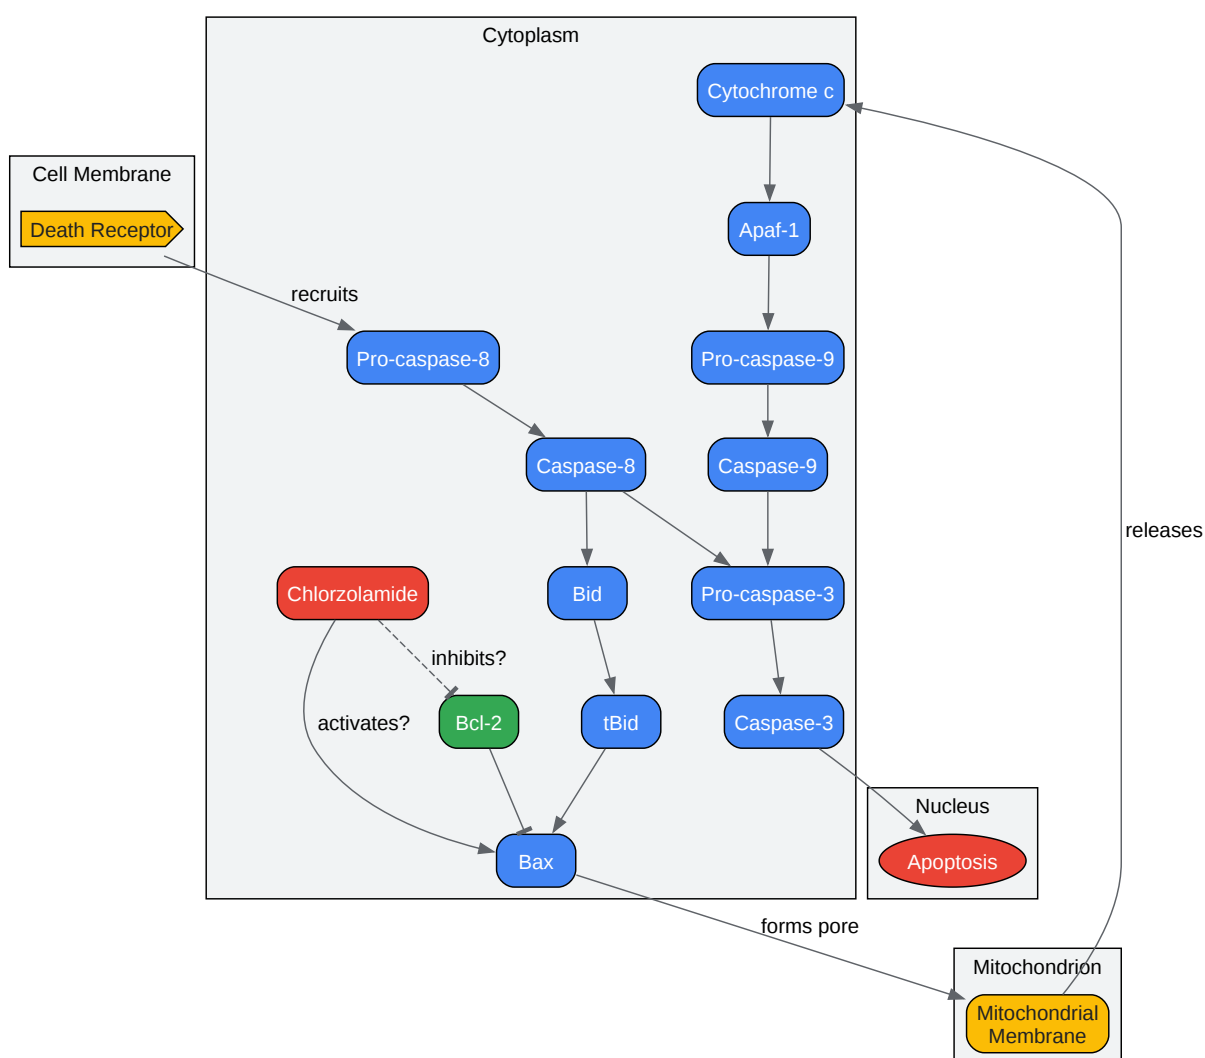 Cytoplasm
Cytochrome c
Cell Membrane
Death Receptor
Apaf-1
recruits
Pro-caspase-8
Pro-caspase-9
Caspase-8
Caspase-9
releases
Chlorzolamide
Bid
Pro-caspase-3
inhibits?
activates?
Bcl-2
tBid
Caspase-3
Nucleus
Bax
Apoptosis
forms pore
Mitochondrion
Mitochondrial
Membrane